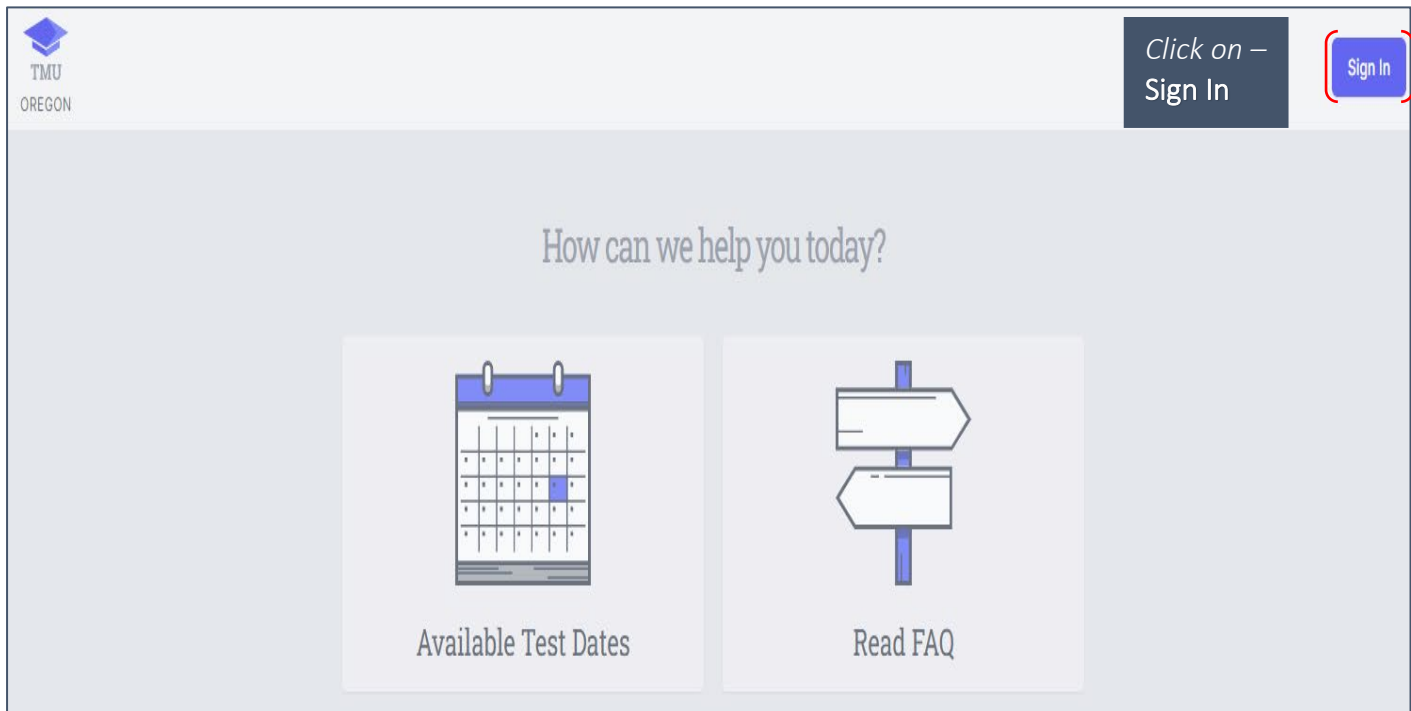 TMU
OREGON
Click on –
Sign In
Sign In
How can we help you today?
Available Test Dates
Read FAQ